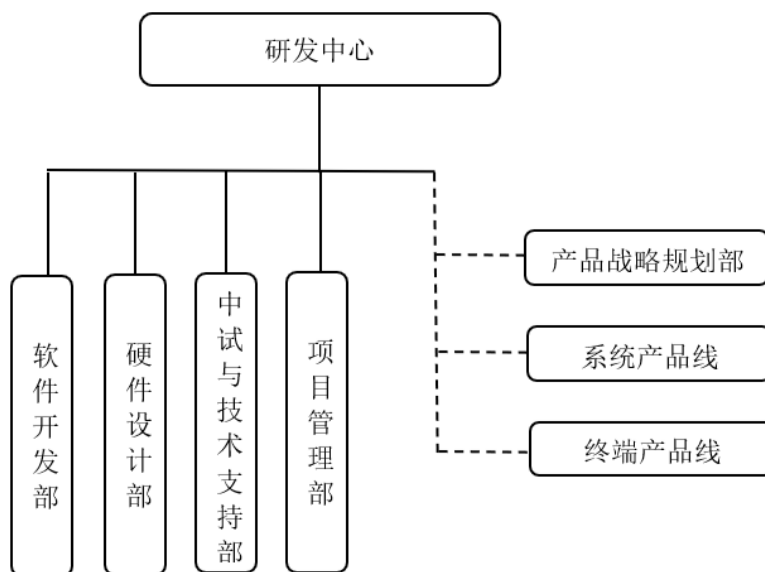 研发中心
产品战略规划部
系统产品线
终端产品线
软件开发部
硬件设计部
中试与技术支持部
项目管理部